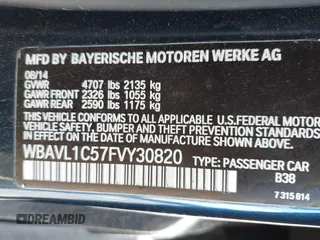 MFD BY BAYERISCHE MOTOREN WERKE AG
08/14
GVWR 4707 lbs 2135 kg
GAWR FRONT 2326 lbs 1055 kg
GAWR REAR 2590 lbs 1175 kg
THIS VEHICLE CONFORMS TO ALL APPLICABLE U.S. FEDERAL MOTOR
VEHICLE SAFETY, BUMPER, AND THEFT PREVENTION STANDARDS IN
EFFECT ON THE DATE OF MANUFACTURE SHOWN ABOVE.
WBAVL1C57FVY30820 TYPE: PASSENGER CAR
B38
7 315 814
DREAMBID